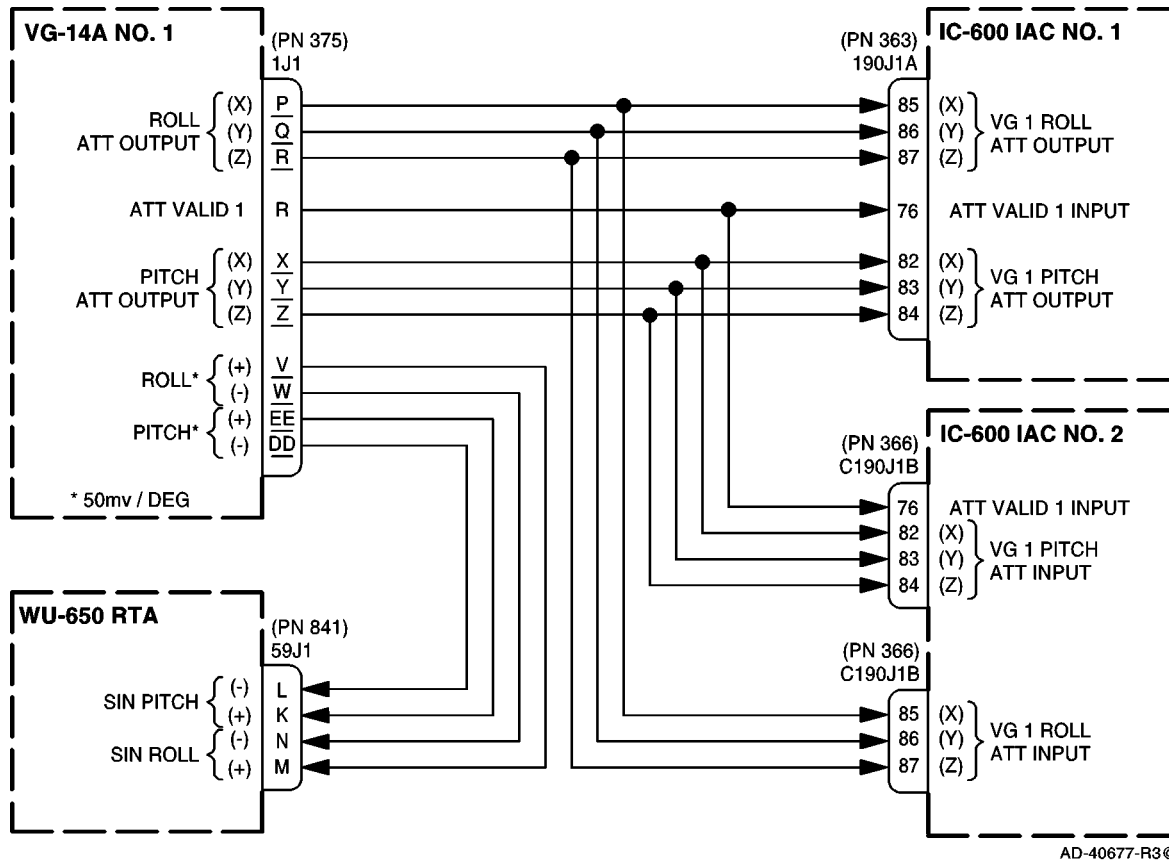 VG-14A NO. 1
(PN 375)
1J1
ROLL
ATT OUTPUT
(X) P
(Y) Q
(Z) R
ATT VALID 1 R
PITCH
ATT OUTPUT
(X) X
(Y) Y
(Z) Z
ROLL*
(+) V
(-) W
PITCH*
(+) EE
(-) DD
* 50mv / DEG
IC-600 IAC NO. 1
(PN 363)
190J1A
85 (X)
86 (Y)
87 (Z)
VG 1 ROLL
ATT OUTPUT
76 ATT VALID 1 INPUT
82 (X)
83 (Y)
84 (Z)
VG 1 PITCH
ATT OUTPUT
IC-600 IAC NO. 2
(PN 366)
C190J1B
76 ATT VALID 1 INPUT
82 (X)
83 (Y)
84 (Z)
VG 1 PITCH
ATT INPUT
(PN 366)
C190J1B
85 (X)
86 (Y)
87 (Z)
VG 1 ROLL
ATT INPUT
WU-650 RTA
(PN 841)
59J1
SIN PITCH
(-) L
(+) K
SIN ROLL
(-) N
(+) M
AD-40677-R3@